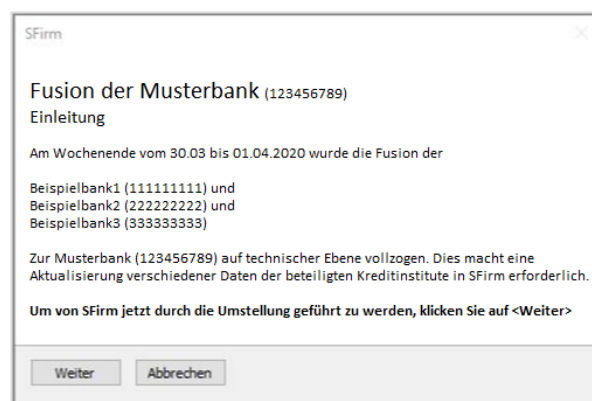 SFirm
Fusion der Musterbank (123456789)
Einleitung
Am Wochenende vom 30.03 bis 01.04.2020 wurde die Fusion der
Beispielbank1 (111111111) und
Beispielbank2 (222222222) und
Beispielbank3 (333333333)
Zur Musterbank (123456789) auf technischer Ebene vollzogen. Dies macht eine
Aktualisierung verschiedener Daten der beteiligten Kreditinstitute in SFirm erforderlich.
Um von SFirm jetzt durch die Umstellung geführt zu werden, klicken Sie auf <Weiter>
Weiter Abbrechen